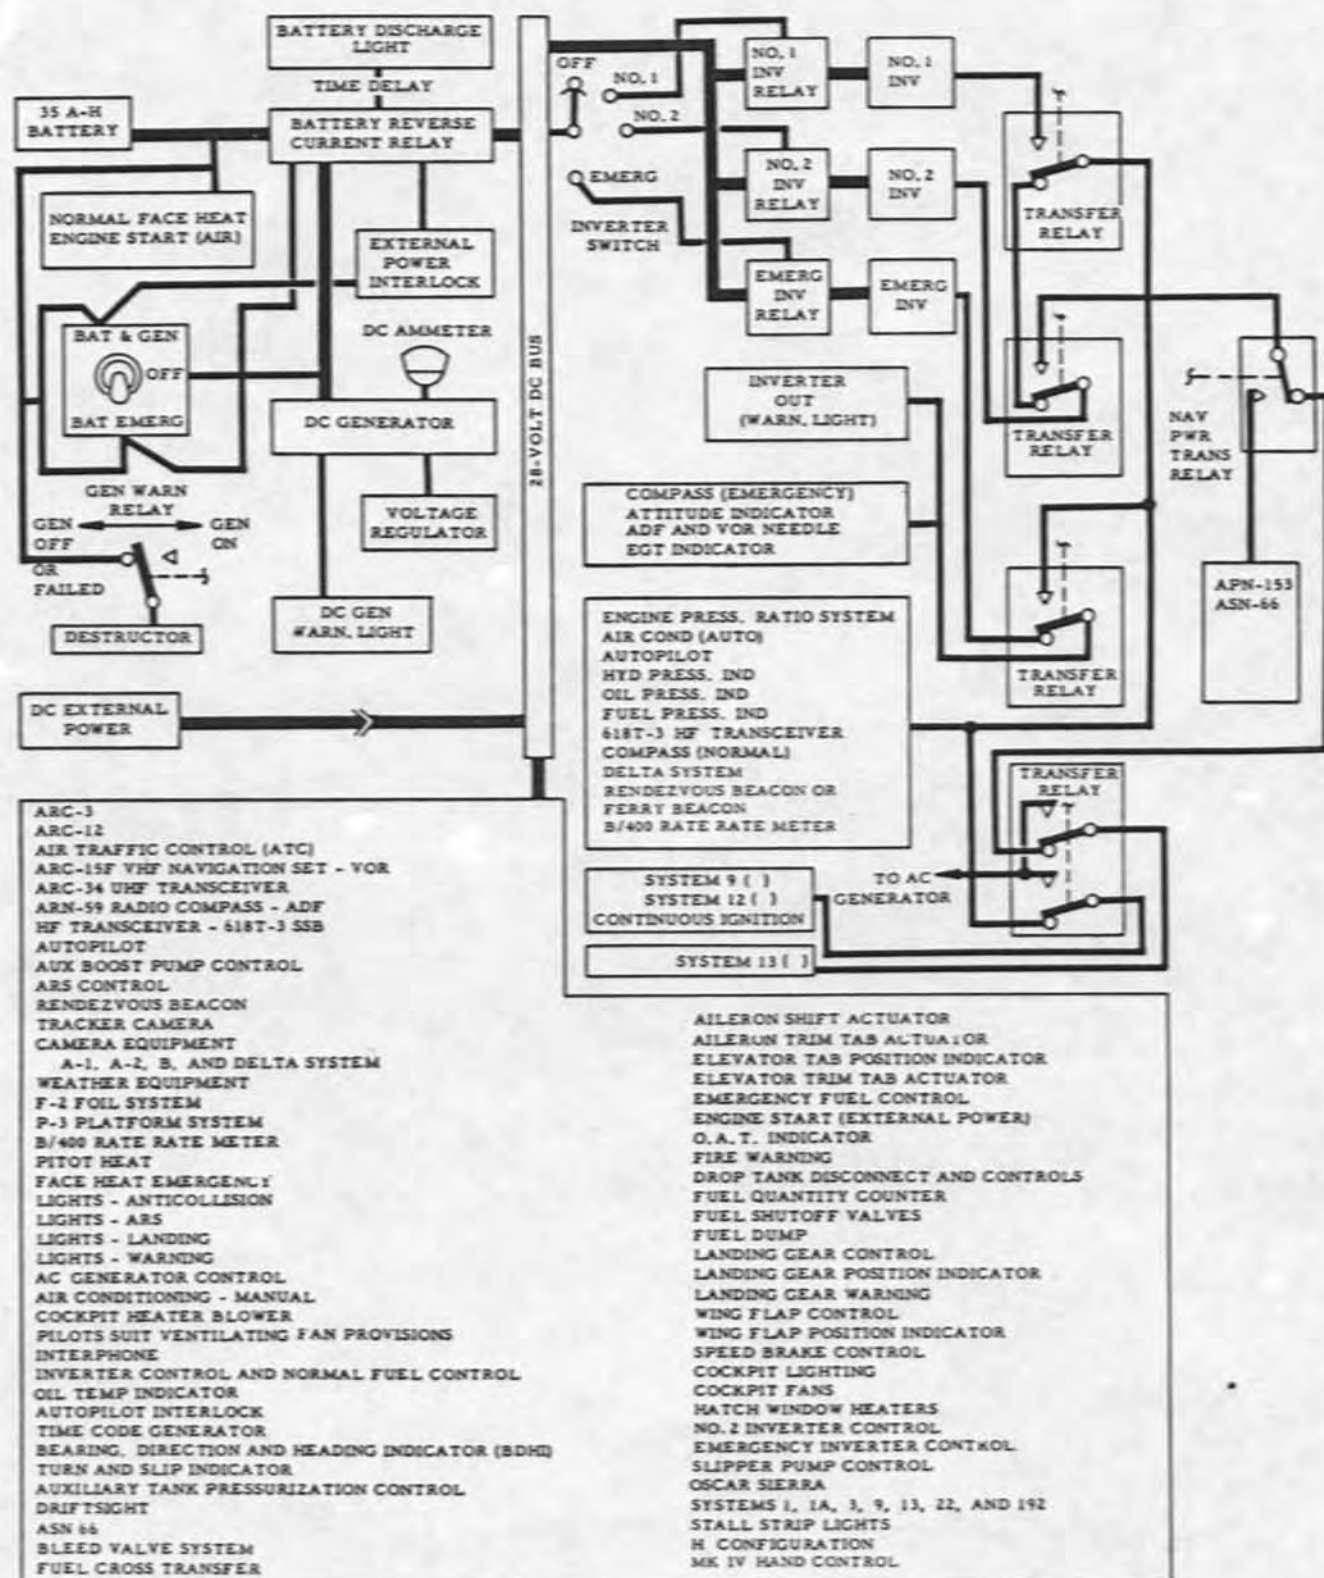 BATTERY DISCHARGE
LIGHT
TIME DELAY
35 A-H
BATTERY
BATTERY REVERSE
CURRENT RELAY
NORMAL FACE HEAT
ENGINE START (AIR)
EXTERNAL
POWER
INTERLOCK
BAT & GEN
OFF
BAT EMERG
DC AMMETER
DC GENERATOR
GEN WARN
RELAY
GEN
OFF
OR
FAILED
GEN
ON
VOLTAGE
REGULATOR
DESTRUCTOR
DC GEN
WARN. LIGHT
DC EXTERNAL
POWER
28-VOLT DC BUS
OFF
NO. 1
NO. 2
EMERG
INVERTER
SWITCH
NO. 1
INV
RELAY
NO. 1
INV
NO. 2
INV
RELAY
NO. 2
INV
EMERG
INV
RELAY
EMERG
INV
TRANSFER
RELAY
TRANSFER
RELAY
NAV
PWR
TRANS
RELAY
INVERTER
OUT
(WARN. LIGHT)
COMPASS (EMERGENCY)
ATTITUDE INDICATOR
ADF AND VOR NEEDLE
EGT INDICATOR
APN-153
ASN-66
TRANSFER
RELAY
ENGINE PRESS. RATIO SYSTEM
AIR COND (AUTO)
AUTOPILOT
HYD PRESS. IND
OIL PRESS. IND
FUEL PRESS. IND
618T-3 HF TRANSCEIVER
COMPASS (NORMAL)
DELTA SYSTEM
RENDEZVOUS BEACON OR
FERRY BEACON
B/400 RATE RATE METER
TRANSFER
RELAY
SYSTEM 9 ( )
SYSTEM 12 ( )
CONTINUOUS IGNITION
TO AC
GENERATOR
SYSTEM 13 ( )
ARC-3
ARC-12
AIR TRAFFIC CONTROL (ATC)
ARC-15F VHF NAVIGATION SET - VOR
ARC-34 UHF TRANSCEIVER
ARN-59 RADIO COMPASS - ADF
HF TRANSCEIVER - 618T-3 SSB
AUTOPILOT
AUX BOOST PUMP CONTROL
ARS CONTROL
RENDEZVOUS BEACON
TRACKER CAMERA
CAMERA EQUIPMENT
A-1, A-2, B, AND DELTA SYSTEM
WEATHER EQUIPMENT
F-2 FOIL SYSTEM
P-3 PLATFORM SYSTEM
B/400 RATE RATE METER
PITOT HEAT
FACE HEAT EMERGENCY
LIGHTS - ANTICOLLISION
LIGHTS - ARS
LIGHTS - LANDING
LIGHTS - WARNING
AC GENERATOR CONTROL
AIR CONDITIONING - MANUAL
COCKPIT HEATER BLOWER
PILOTS SUIT VENTILATING FAN PROVISIONS
INTERPHONE
INVERTER CONTROL AND NORMAL FUEL CONTROL
OIL TEMP INDICATOR
AUTOPILOT INTERLOCK
TIME CODE GENERATOR
BEARING, DIRECTION AND HEADING INDICATOR (BDHI)
TURN AND SLIP INDICATOR
AUXILIARY TANK PRESSURIZATION CONTROL
DRIFTSIGHT
ASN 66
BLEED VALVE SYSTEM
FUEL CROSS TRANSFER
AILERON SHIFT ACTUATOR
AILERON TRIM TAB ACTUATOR
ELEVATOR TAB POSITION INDICATOR
ELEVATOR TRIM TAB ACTUATOR
EMERGENCY FUEL CONTROL
ENGINE START (EXTERNAL POWER)
O.A.T. INDICATOR
FIRE WARNING
DROP TANK DISCONNECT AND CONTROLS
FUEL QUANTITY COUNTER
FUEL SHUTOFF VALVES
FUEL DUMP
LANDING GEAR CONTROL
LANDING GEAR POSITION INDICATOR
LANDING GEAR WARNING
WING FLAP CONTROL
WING FLAP POSITION INDICATOR
SPEED BRAKE CONTROL
COCKPIT LIGHTING
COCKPIT FANS
HATCH WINDOW HEATERS
NO. 2 INVERTER CONTROL
EMERGENCY INVERTER CONTROL
SLIPPER PUMP CONTROL
OSCAR SIERRA
SYSTEMS 1, 1A, 3, 9, 13, 22, AND 192
STALL STRIP LIGHTS
H CONFIGURATION
MK IV HAND CONTROL